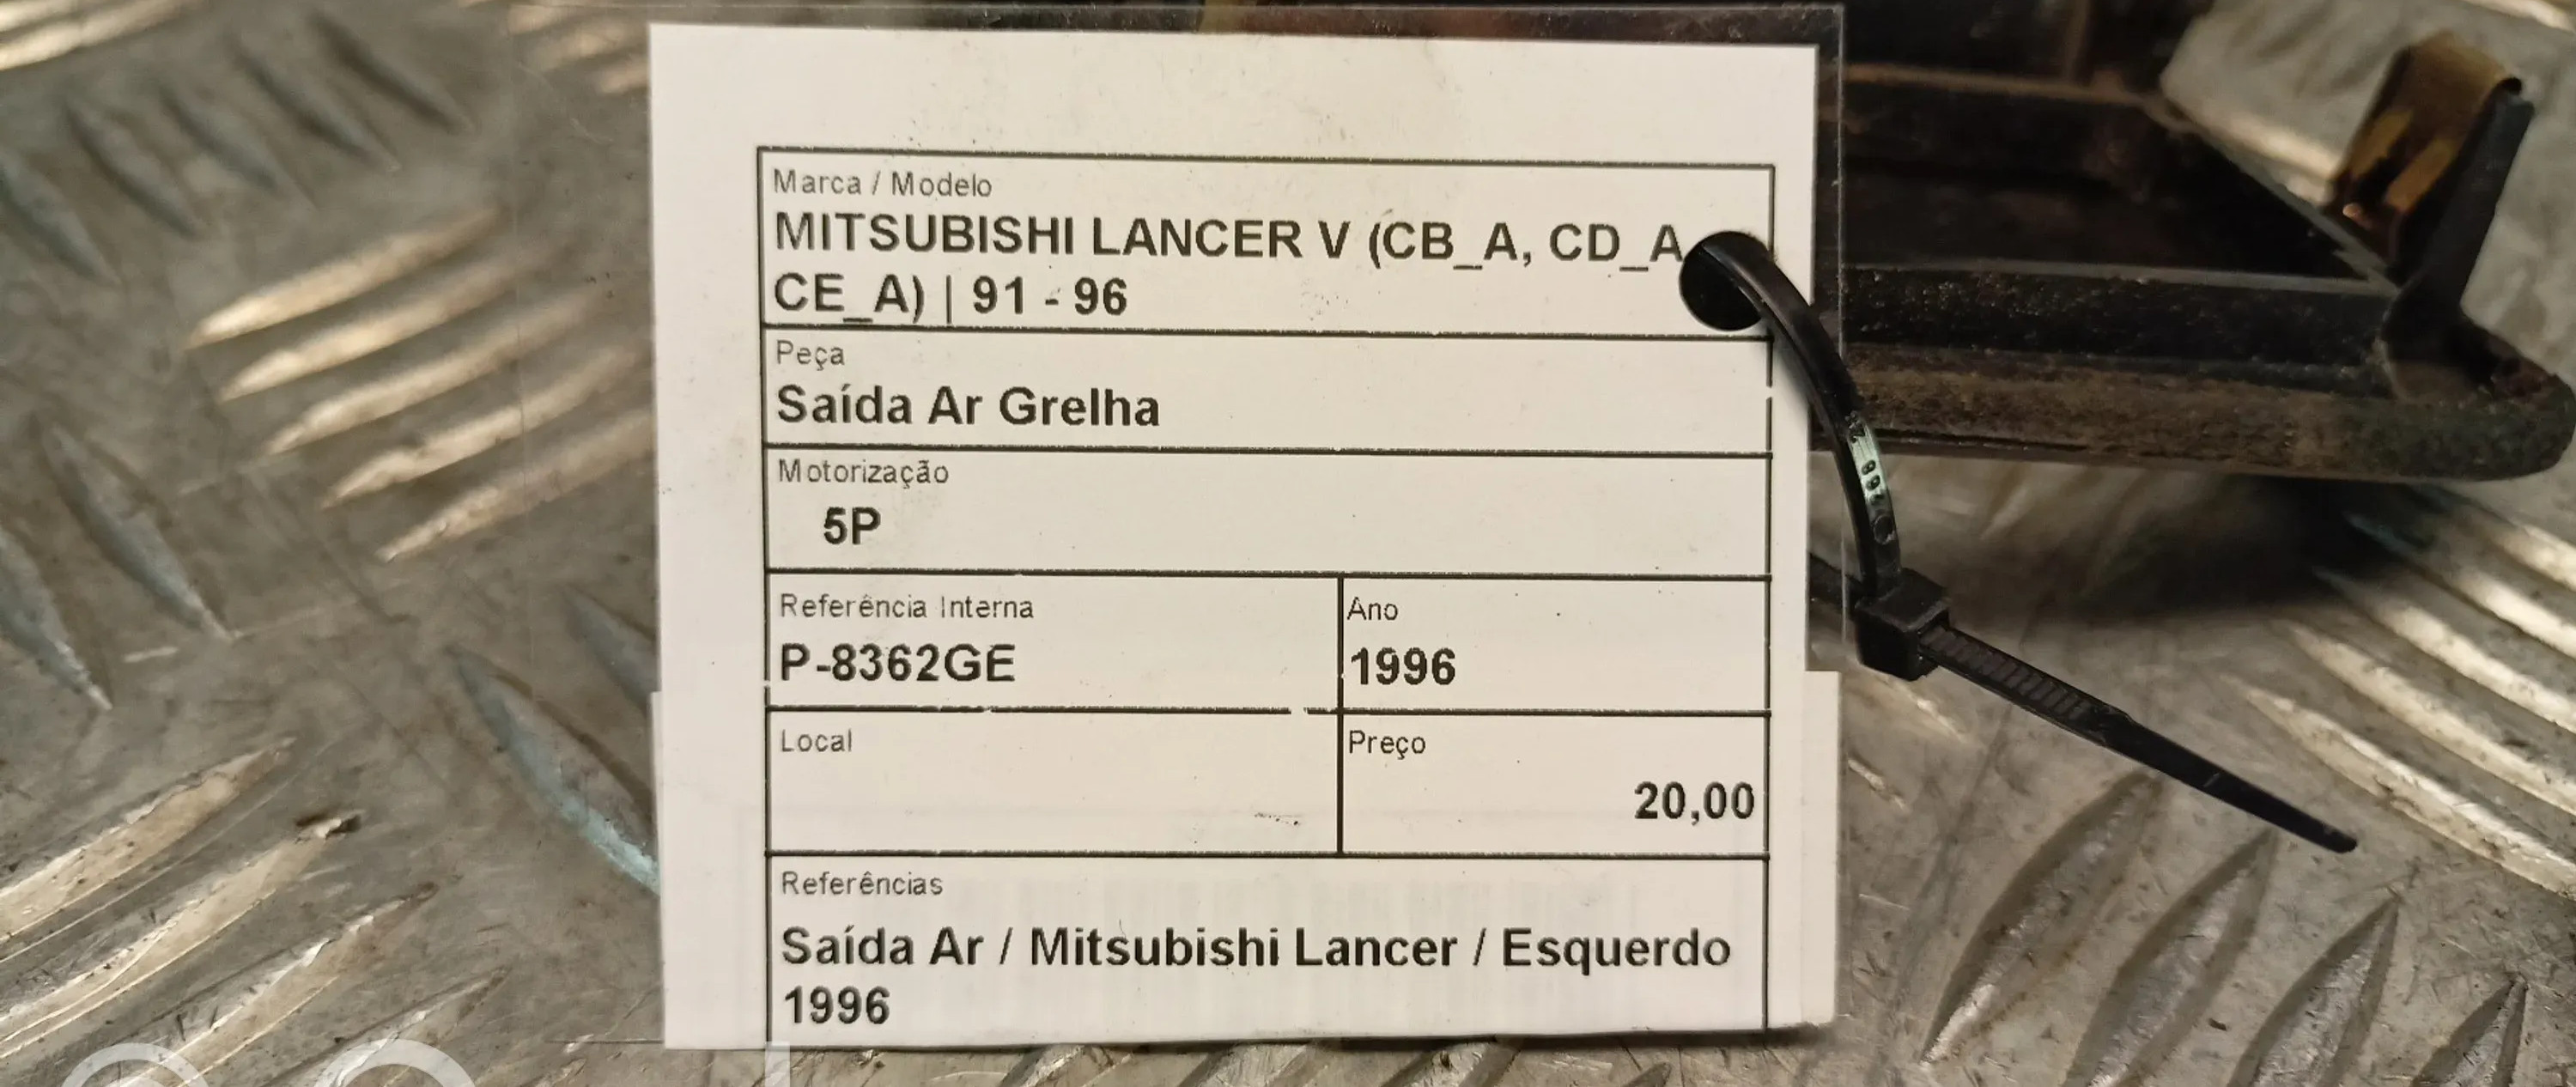 Marca / Modelo
MITSUBISHI LANCER V (CB_A, CD_A
CE_A) | 91 - 96
Peça
Saída Ar Grelha
Motorização
5P
Referência Interna
P-8362GE
Ano
1996
Local
Preço
20,00
Referências
Saída Ar / Mitsubishi Lancer / Esquerdo
1996